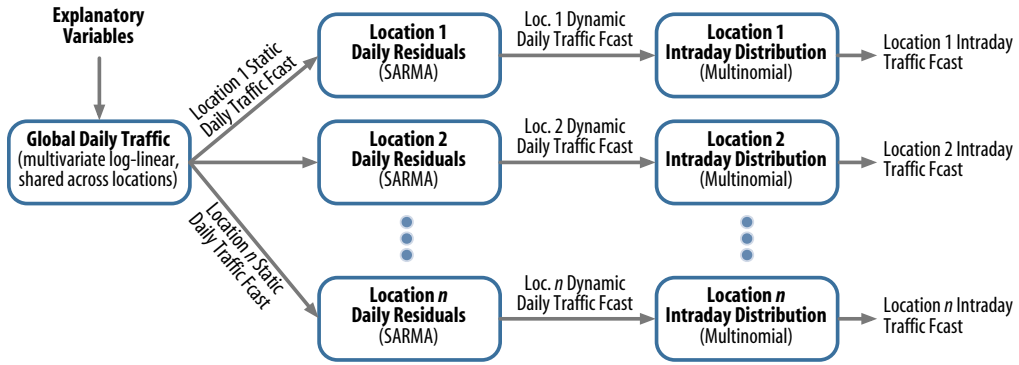 Explanatory
Variables
Global Daily Traffic
(multivariate log-linear,
shared across locations)
Location 1 Static
Daily Traffic Fcast
Location n Static
Daily Traffic Fcast
Location 1
Daily Residuals
(SARMA)
Loc. 1 Dynamic
Daily Traffic Fcast
Location 1
Intraday Distribution
(Multinomial)
Location 1 Intraday
Traffic Fcast
Location 2
Daily Residuals
(SARMA)
Loc. 2 Dynamic
Daily Traffic Fcast
Location 2
Intraday Distribution
(Multinomial)
Location 2 Intraday
Traffic Fcast
Location n
Daily Residuals
(SARMA)
Loc. n Dynamic
Daily Traffic Fcast
Location n
Intraday Distribution
(Multinomial)
Location n Intraday
Traffic Fcast